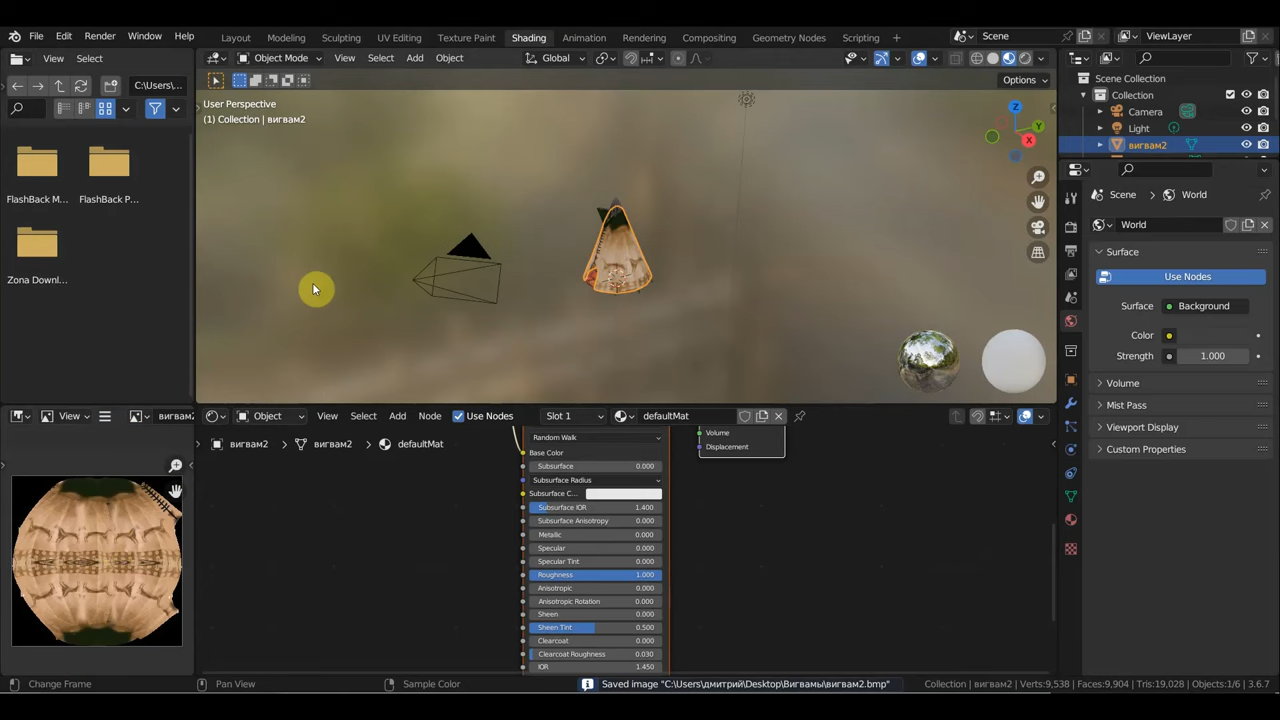 File Edit Render Window Help Layout Modeling Sculpting UV Editing Texture Paint Shading Animation Rendering Compositing Geometry Nodes Scripting + Scene ViewLayer
View Select Object Mode View Select Add Object Global
C:\Users\... Options Scene Collection
User Perspective Collection
(1) Collection | вигвам2 Camera
Light
вигвам2
FlashBack M... FlashBack P...
Scene World
World
Surface
Zona Downl... Use Nodes
Surface Background
Color
Strength 1.000
Volume
Mist Pass
View вигвам2 Object View Select Add Node Use Nodes Slot 1 defaultMat
Viewport Display
вигвам2 вигвам2 defaultMat Custom Properties
Volume
Displacement
Random Walk
Base Color
Subsurface 0.000
Subsurface Radius
Subsurface C...
Subsurface IOR 1.400
Subsurface Anisotropy 0.000
Metallic 0.000
Specular 0.000
Specular Tint 0.000
Roughness 1.000
Anisotropic 0.000
Anisotropic Rotation 0.000
Sheen 0.000
Sheen Tint 0.500
Clearcoat 0.000
Clearcoat Roughness 0.030
IOR 1.450
Change Frame Pan View Sample Color Saved image "C:\Users\дмитрий\Desktop\Вигвамы\вигвам2.bmp" Collection | вигвам2 | Verts:9,538 | Faces:9,904 | Tris:19,028 | Objects:1/6 | 3.6.7